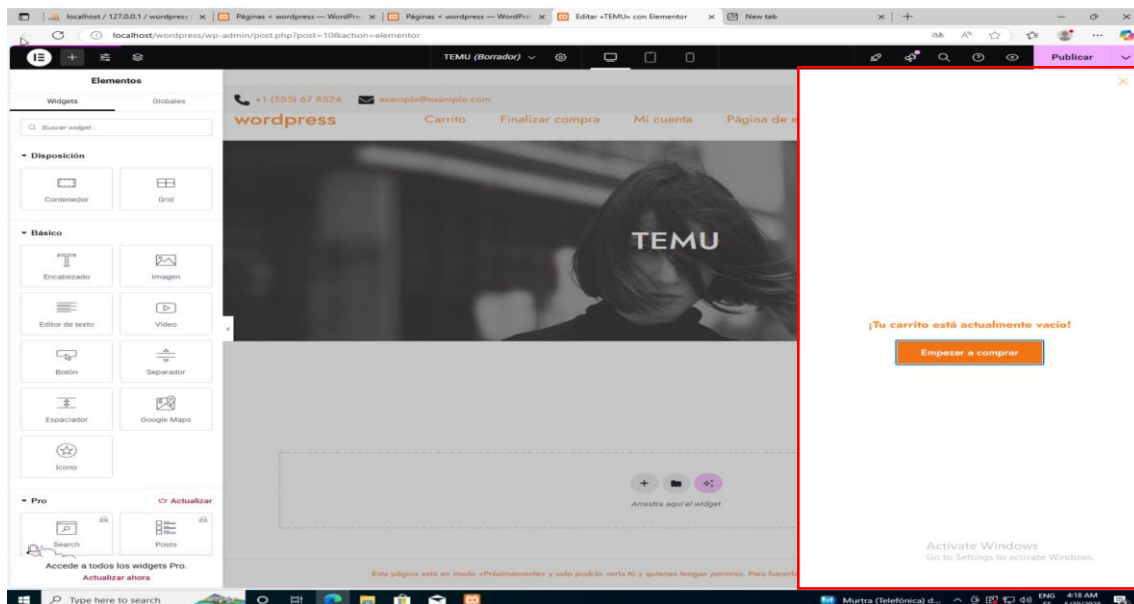 localhost / 127.0.0.1 / wordpress |
Páginas < wordpress — WordPre
Páginas < wordpress — WordPre
Editar «TEMU» con Elementor
New tab
localhost/wordpress/wp-admin/post.php?post=10&action=elementor
TEMU (Borrador)
Publicar
Elementos
Widgets
Globales
Buscar widget...
Disposición
Contenedor
Grid
Básico
Encabezado
Imagen
Editor de texto
Vídeo
Botón
Separador
Espaciador
Google Maps
Icono
Pro
Actualizar
Search
Posts
Accede a todos los widgets Pro.
Actualizar ahora
+1 (555) 67 8524
example@example.com
wordpress
Carrito
Finalizar compra
Mi cuenta
Página de e
TEMU
Arrastra aquí el widget
Este página está en modo «Próximamente» y solo podrás verla tú y quienes tengan permiso. Para hacerlo
¡Tu carrito está actualmente vacío!
Empezar a comprar
Activate Windows
Go to Settings to activate Windows.
Type here to search
Murtra (Telefónica) d...
ENG
4:18 AM